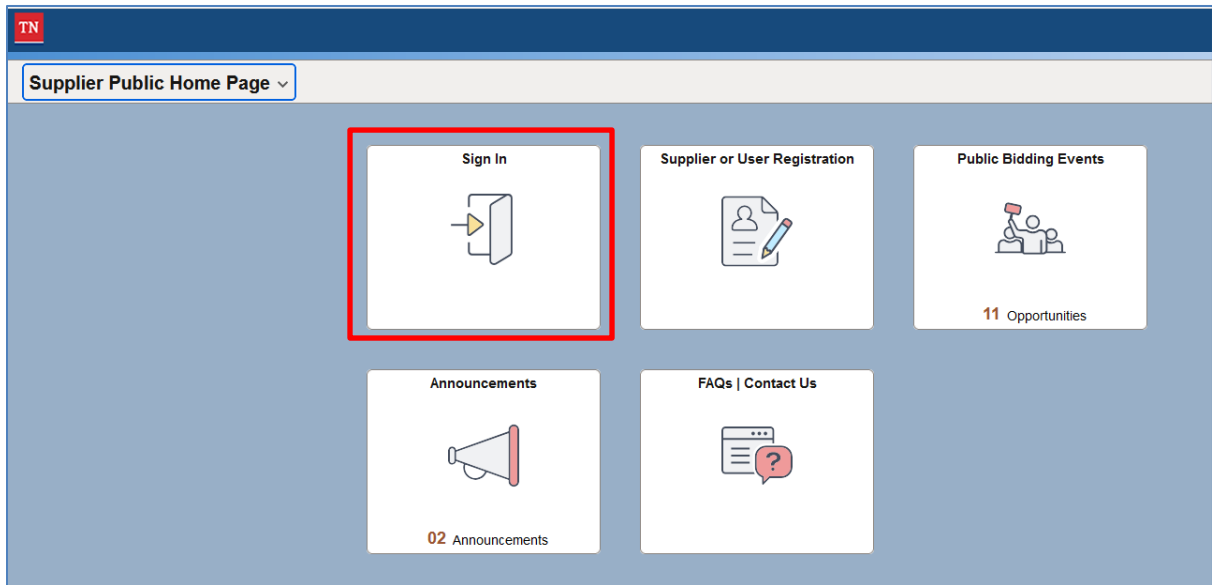 TN
Supplier Public Home Page
Sign In
Supplier or User Registration
Public Bidding Events
11 Opportunities
Announcements
FAQs | Contact Us
?
02 Announcements